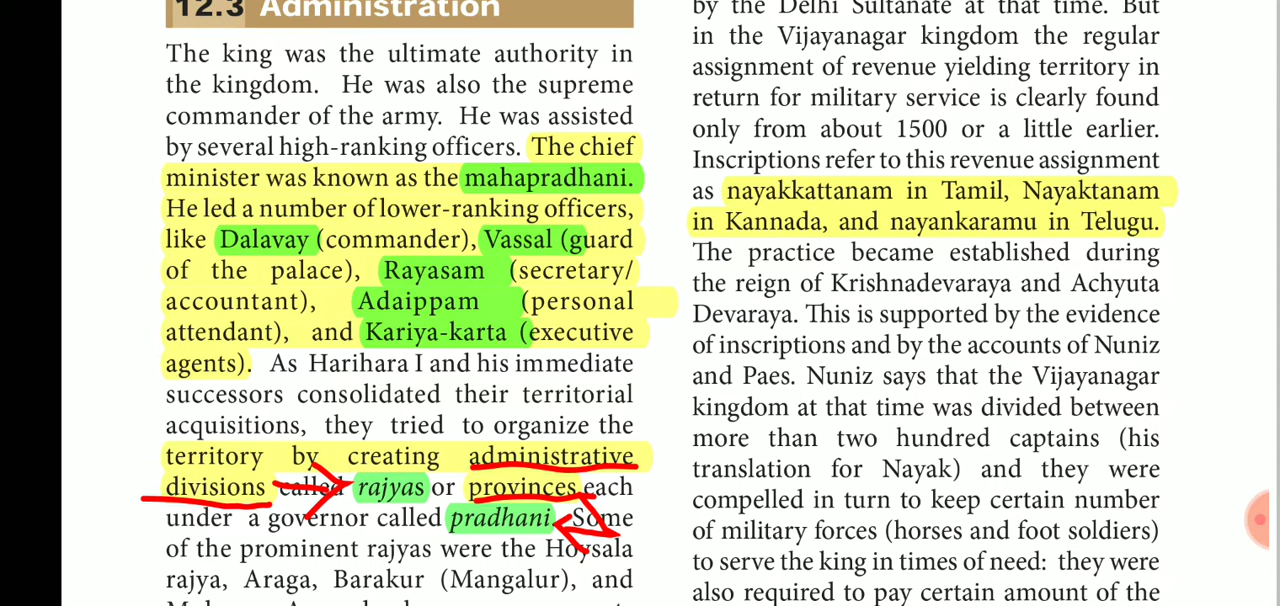 12.3 Administration
The king was the ultimate authority in
the kingdom. He was also the supreme
commander of the army. He was assisted
by several high-ranking officers. The chief
minister was known as the mahapradhani.
He led a number of lower-ranking officers,
like Dalavay (commander), Vassal (guard
of the palace), Rayasam (secretary/
accountant), Adaippam (personal
attendant), and Kariya-karta (executive
agents). As Harihara I and his immediate
successors consolidated their territorial
acquisitions, they tried to organize the
territory by creating administrative
divisions called rajyas or provinces each
under a governor called pradhani. Some
of the prominent rajyas were the Hoysala
rajya, Araga, Barakur (Mangalur), and
by the Delhi Sultanate at that time. But
in the Vijayanagar kingdom the regular
assignment of revenue yielding territory in
return for military service is clearly found
only from about 1500 or a little earlier.
Inscriptions refer to this revenue assignment
as nayakkattanam in Tamil, Nayaktanam
in Kannada, and nayankaramu in Telugu.
The practice became established during
the reign of Krishnadevaraya and Achyuta
Devaraya. This is supported by the evidence
of inscriptions and by the accounts of Nuniz
and Paes. Nuniz says that the Vijayanagar
kingdom at that time was divided between
more than two hundred captains (his
translation for Nayak) and they were
compelled in turn to keep certain number
of military forces (horses and foot soldiers)
to serve the king in times of need: they were
also required to pay certain amount of the